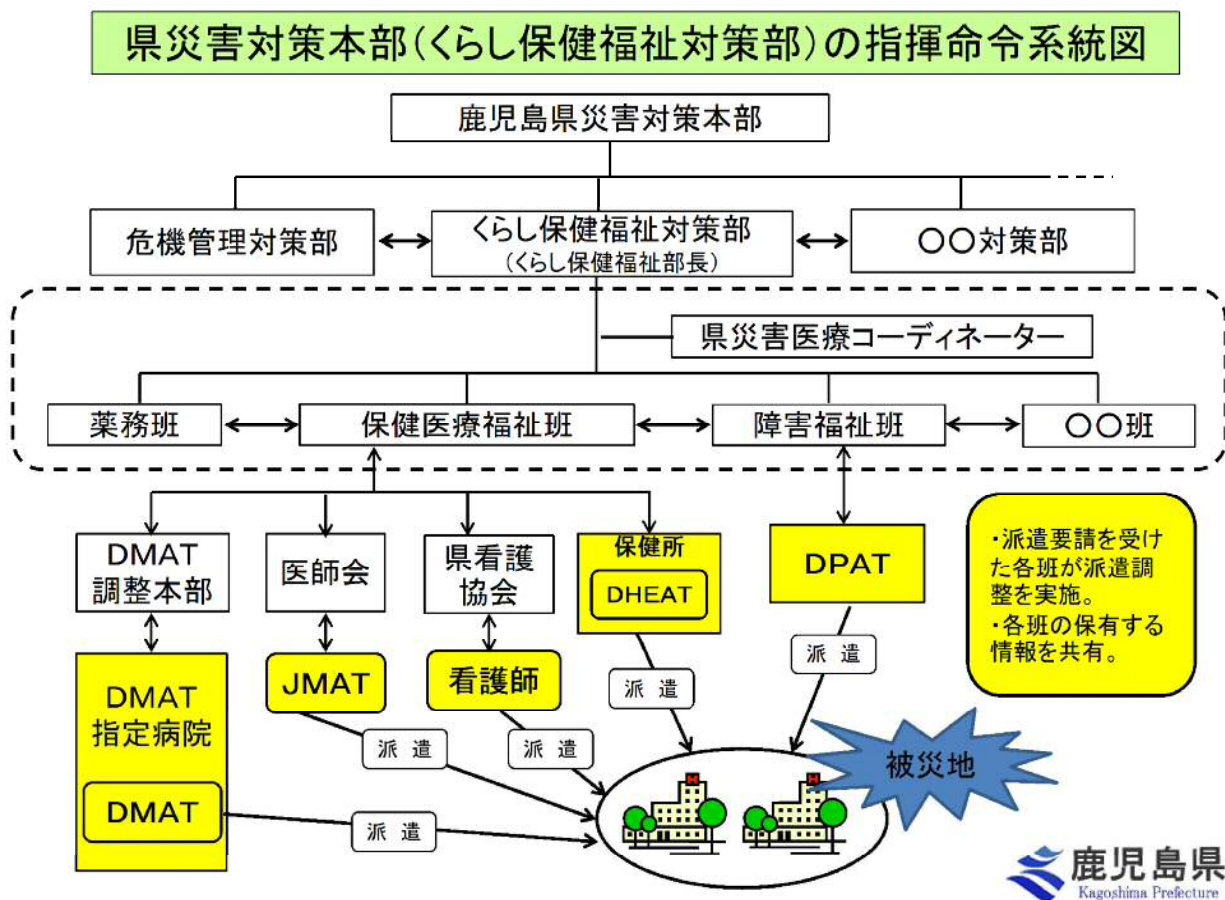 県災害対策本部(くらし保健福祉対策部)の指揮命令系統図
鹿児島県災害対策本部
危機管理対策部
くらし保健福祉対策部
(くらし保健福祉部長)
〇〇対策部
県災害医療コーディネーター
薬務班
保健医療福祉班
障害福祉班
〇〇班
DMAT
調整本部
医師会
県看護
協会
保健所
DHEAT
DPAT
・派遣要請を受け
た各班が派遣調
整を実施。
・各班の保有する
情報を共有。
DMAT
指定病院
DMAT
JMAT
看護師
派遣
派遣
派遣
派遣
派遣
被災地
H
H
鹿児島県
Kagoshima Prefecture